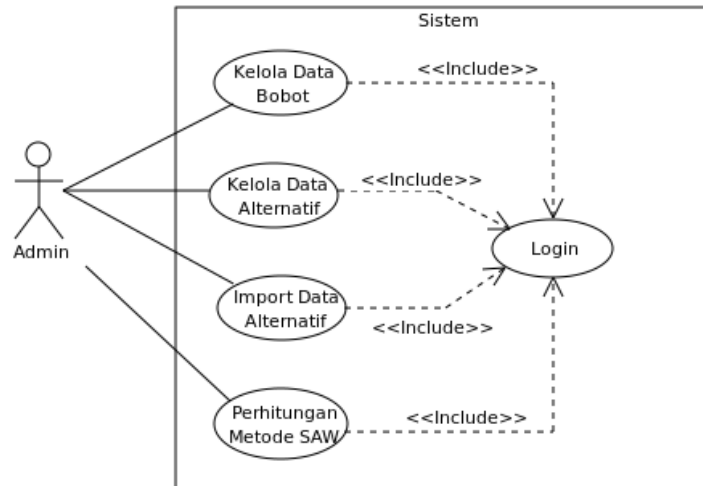 Sistem
Kelola Data
Bobot
<<Include>>
Kelola Data
Alternatif
<<Include>>
Admin
Login
Import Data
Alternatif
<<Include>>
Perhitungan
Metode SAW
<<Include>>